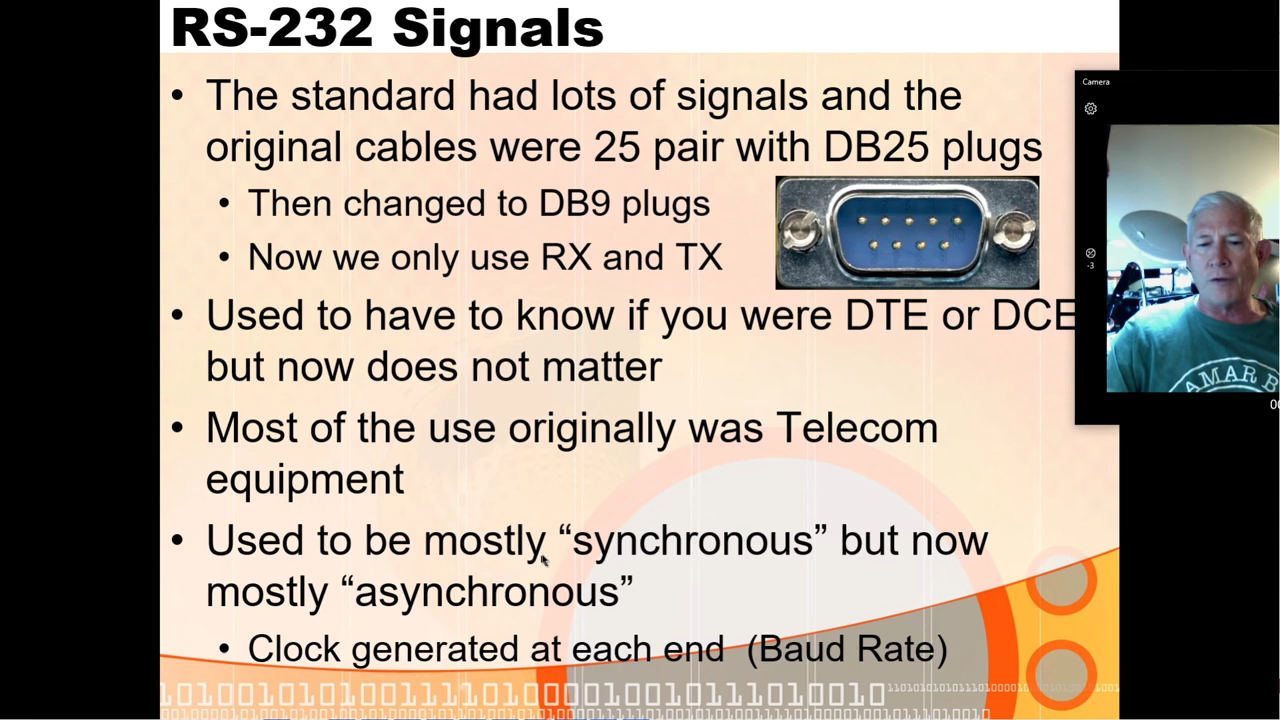 RS-232 Signals
• The standard had lots of signals and the
original cables were 25 pair with DB25 plugs
• Then changed to DB9 plugs
• Now we only use RX and TX
• Used to have to know if you were DTE or DCE
but now does not matter
• Most of the use originally was Telecom
equipment
• Used to be mostly “synchronous” but now
mostly “asynchronous”
• Clock generated at each end (Baud Rate)
Camera
-3
AMAR B